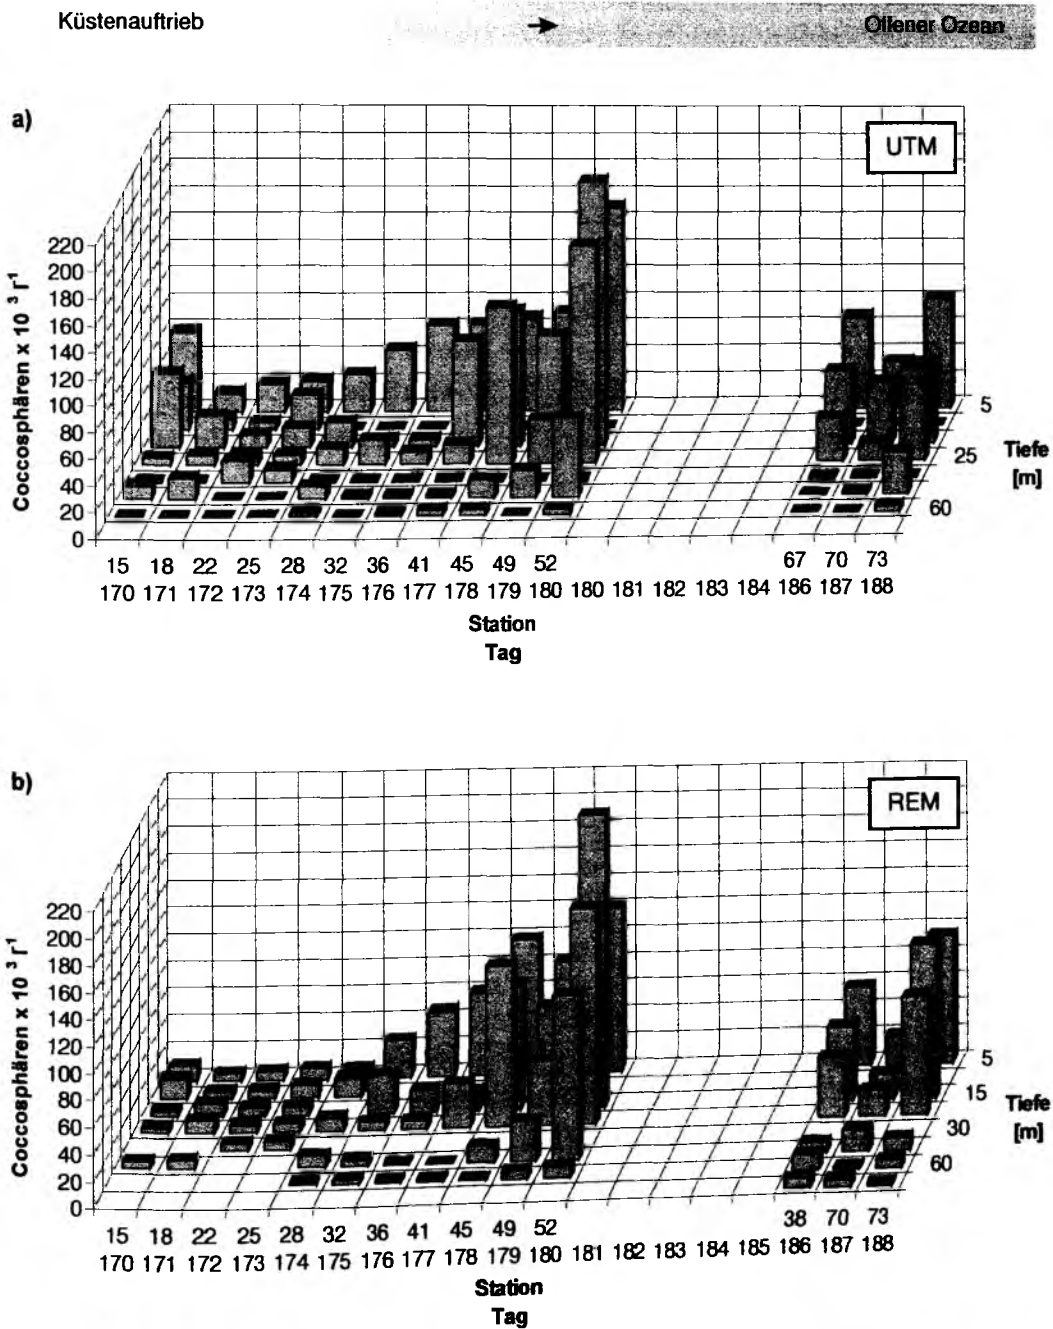 Küstenauftrieb → Offener Ozean
a)
UTM
Coccosphären x 10 ³ l⁻¹
220
200
180
160
140
120
100
80
60
40
20
0
5
25
60
Tiefe
[m]
15 18 22 25 28 32 36 41 45 49 52 67 70 73
170 171 172 173 174 175 176 177 178 179 180 180 181 182 183 184 186 187 188
Station
Tag
b)
REM
Coccosphären x 10 ³ l⁻¹
220
200
180
160
140
120
100
80
60
40
20
0
5
15
30
60
Tiefe
[m]
15 18 22 25 28 32 36 41 45 49 52 38 70 73
170 171 172 173 174 175 176 177 178 179 180 181 182 183 184 185 186 187 188
Station
Tag